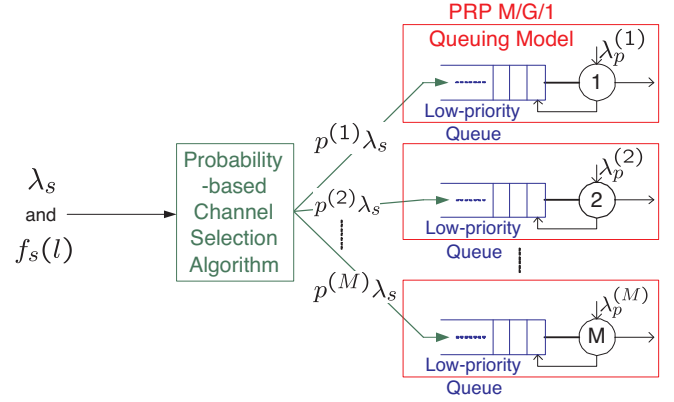 PRP M/G/1
Queuing Model
λ_p^{(1)}
1
Low-priority
Queue
p^{(1)}λ_s
Probability
-based
Channel
Selection
Algorithm
λ_s
and
f_s(l)
p^{(2)}λ_s
λ_p^{(2)}
2
Low-priority
Queue
p^{(M)}λ_s
λ_p^{(M)}
M
Low-priority
Queue